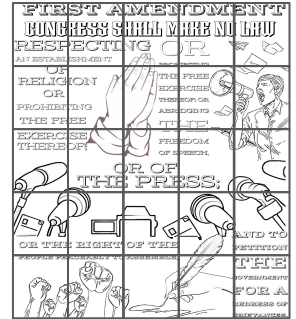 FIRST AMENDMENT
CONGRESS SHALL MAKE NO LAW
RESPECTING
AN ESTABLISHMENT
OF
RELIGION
OR
PROHIBITING
THE FREE
EXERCISE
THEREOF;
OR
PROHIBITING
THE FREE
EXERCISE
THEREOF; OR
ABRIDGING
THE
FREEDOM
OF SPEECH,
OR OF
THE PRESS;
OR THE RIGHT OF THE
PEOPLE PEACEABLY TO ASSEMBLE,
AND TO
PETITION
THE
GOVERNMENT
FOR A
REDRESS OF
GRIEVANCES.